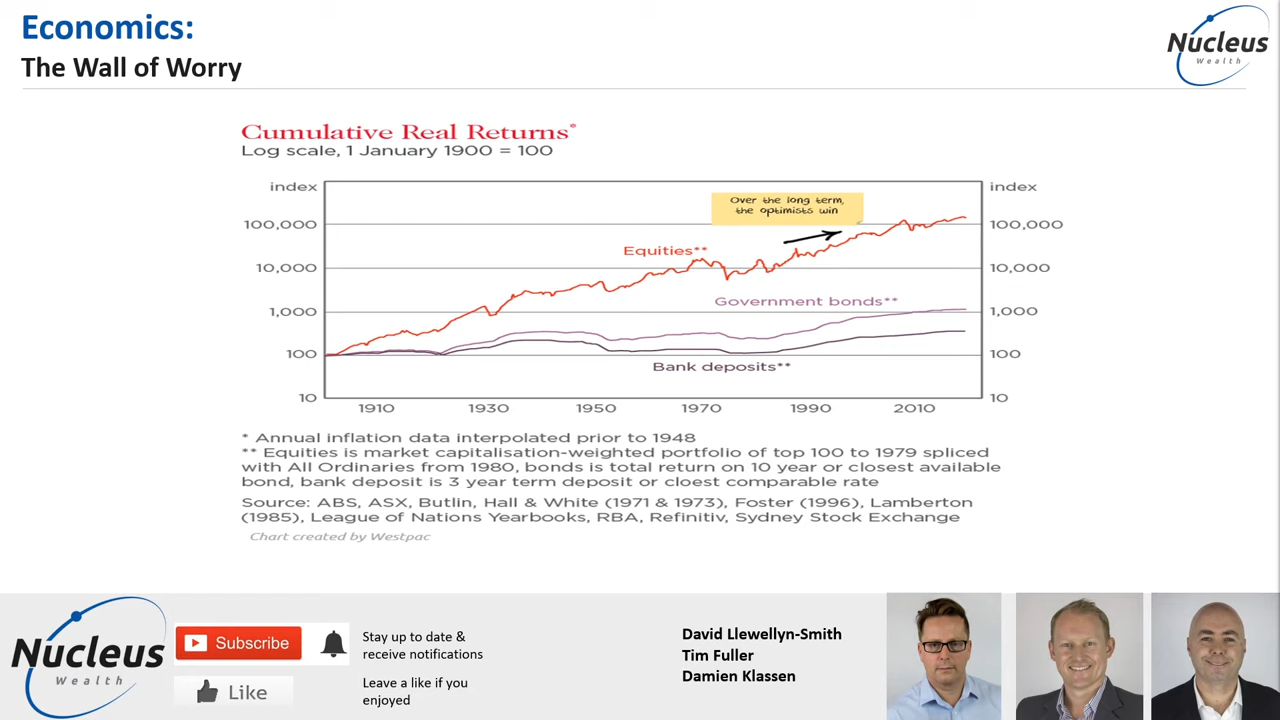 Economics:
The Wall of Worry
Nucleus
Wealth
Cumulative Real Returns*
Log scale, 1 January 1900 = 100
index
index
Over the long term,
the optimists win
100,000
100,000
Equities**
10,000
10,000
Government bonds**
1,000
1,000
100
100
Bank deposits**
10
10
1910
1930
1950
1970
1990
2010
* Annual inflation data interpolated prior to 1948
** Equities is market capitalisation-weighted portfolio of top 100 to 1979 spliced
with All Ordinaries from 1980, bonds is total return on 10 year or closest available
bond, bank deposit is 3 year term deposit or cloest comparable rate
Source: ABS, ASX, Butlin, Hall & White (1971 & 1973), Foster (1996), Lamberton
(1985), League of Nations Yearbooks, RBA, Refinitiv, Sydney Stock Exchange
Chart created by Westpac
Nucleus
Wealth
Subscribe
Like
Stay up to date &
receive notifications
Leave a like if you
enjoyed
David Llewellyn-Smith
Tim Fuller
Damien Klassen